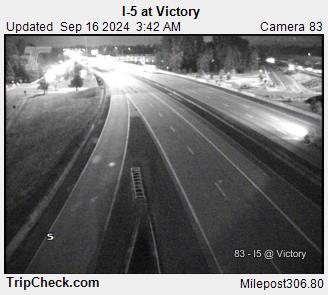 I-5 at Victory
Updated Sep 16 2024 3:42 AM Camera 83
S
83 - I5 @ Victory
TripCheck.com Milepost306.80